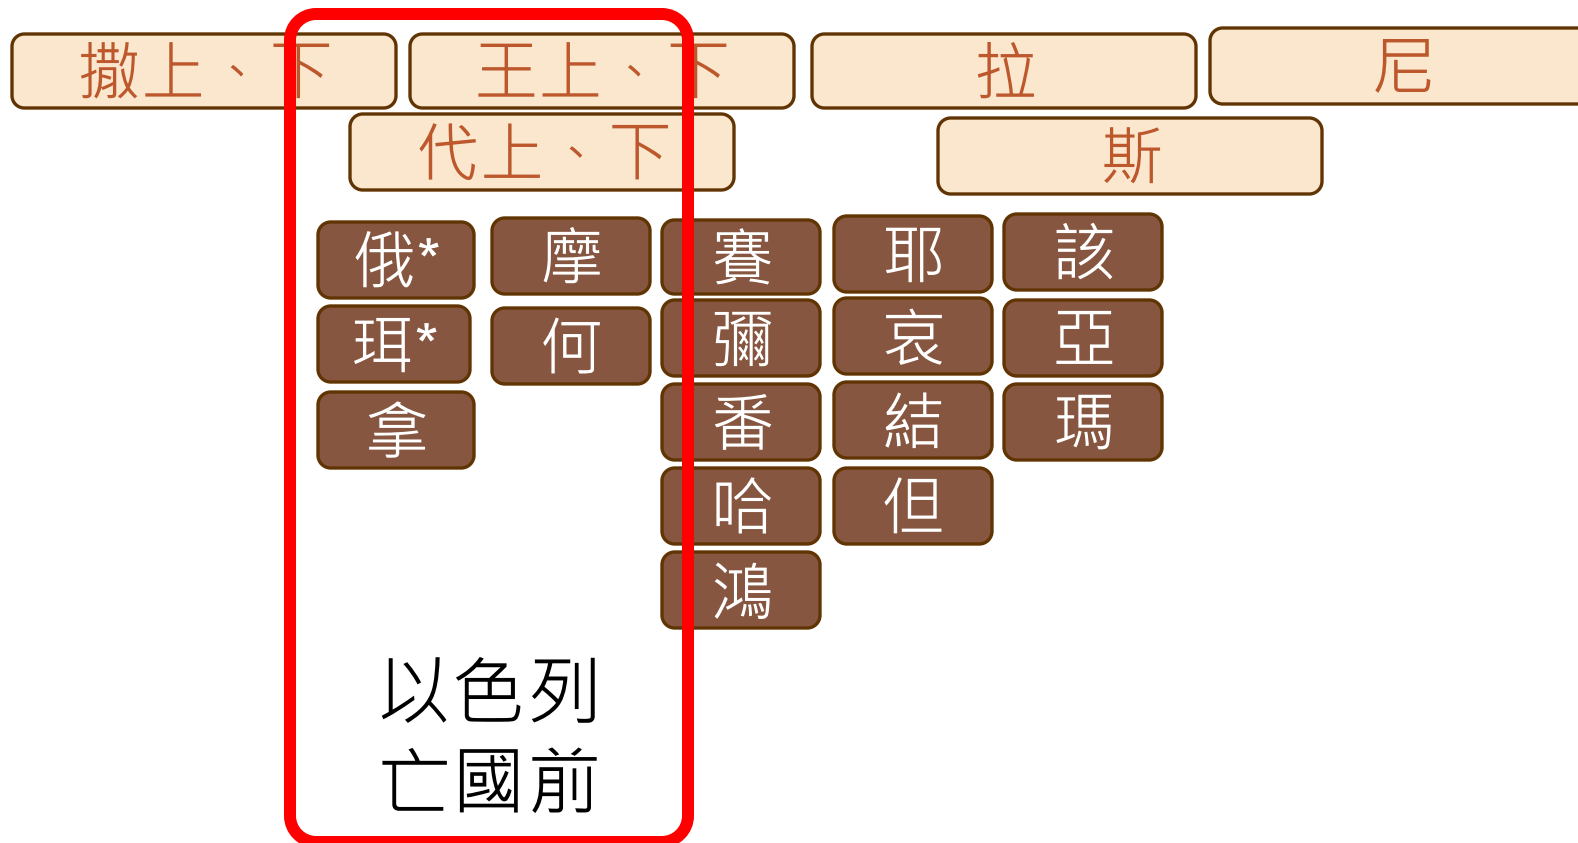 撒上、下
王上、下
拉
尼
代上、下
斯
俄*
摩
賽
耶
該
珥*
何
彌
哀
亞
拿
番
結
瑪
哈
但
鴻
以色列
亡國前